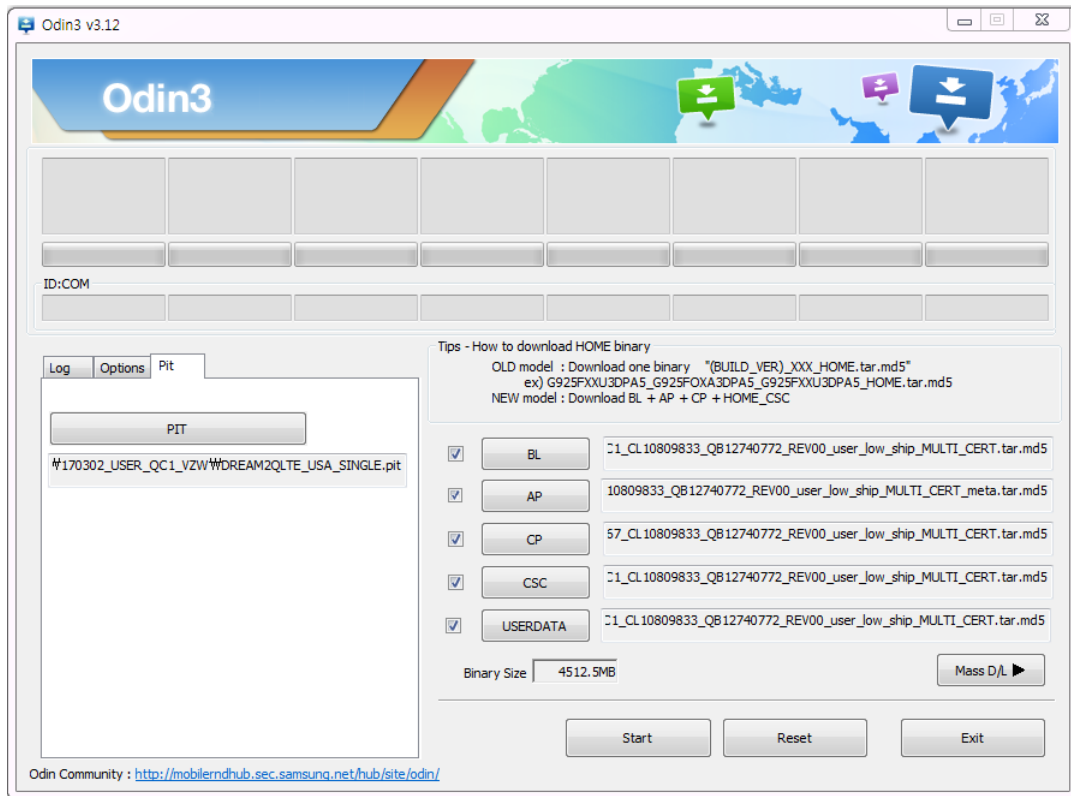 Odin3 v3.12
Odin3
ID:COM
Log Options Pit
PIT
₩170302_USER_QC1_VZW₩DREAM2QLTE_USA_SINGLE.pit
Tips - How to download HOME binary
OLD model : Download one binary "(BUILD_VER)_XXX_HOME.tar.md5"
ex) G925FXXU3DPA5_G925FOXA3DPA5_G925FXXU3DPA5_HOME.tar.md5
NEW model : Download BL + AP + CP + HOME_CSC
BL C1_CL10809833_QB12740772_REV00_user_low_ship_MULTI_CERT.tar.md5
AP 10809833_QB12740772_REV00_user_low_ship_MULTI_CERT_meta.tar.md5
CP 57_CL10809833_QB12740772_REV00_user_low_ship_MULTI_CERT.tar.md5
CSC C1_CL10809833_QB12740772_REV00_user_low_ship_MULTI_CERT.tar.md5
USERDATA C1_CL10809833_QB12740772_REV00_user_low_ship_MULTI_CERT.tar.md5
Binary Size 4512.5MB
Mass D/L
Start Reset Exit
Odin Community : http://mobilerndhub.sec.samsung.net/hub/site/odin/